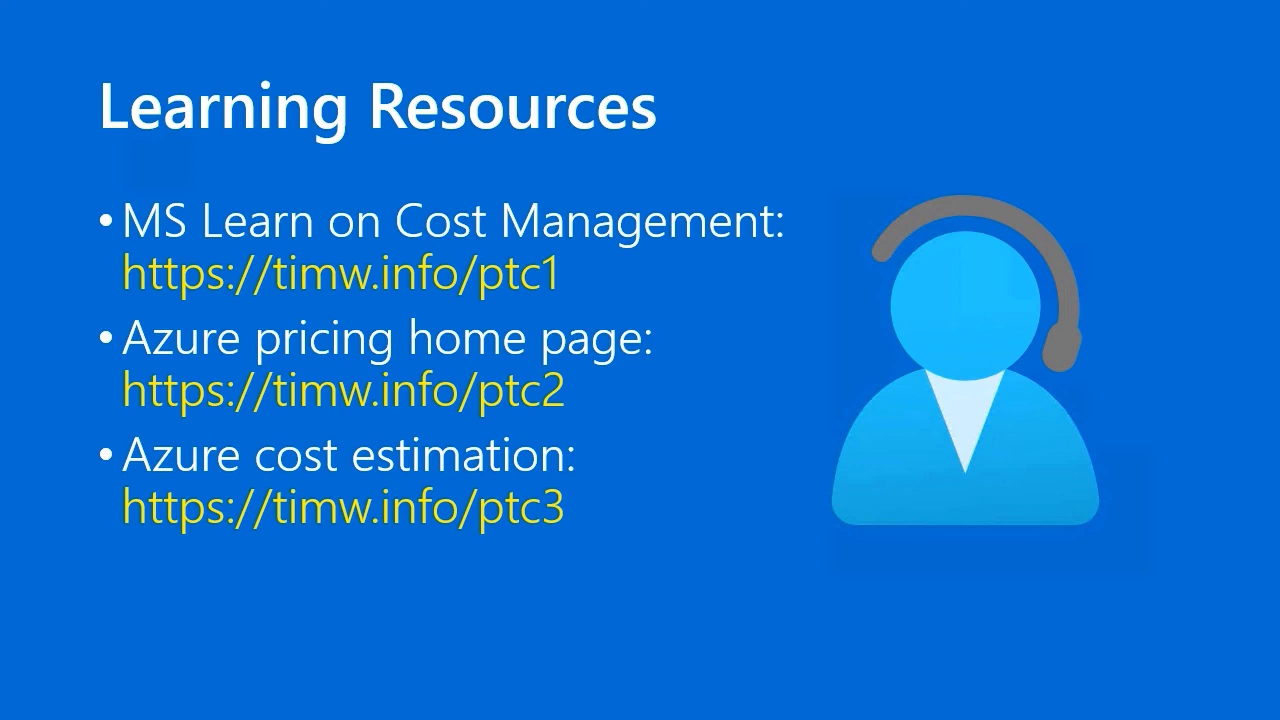 Learning Resources
• MS Learn on Cost Management:
https://timw.info/ptc1
• Azure pricing home page:
https://timw.info/ptc2
• Azure cost estimation:
https://timw.info/ptc3